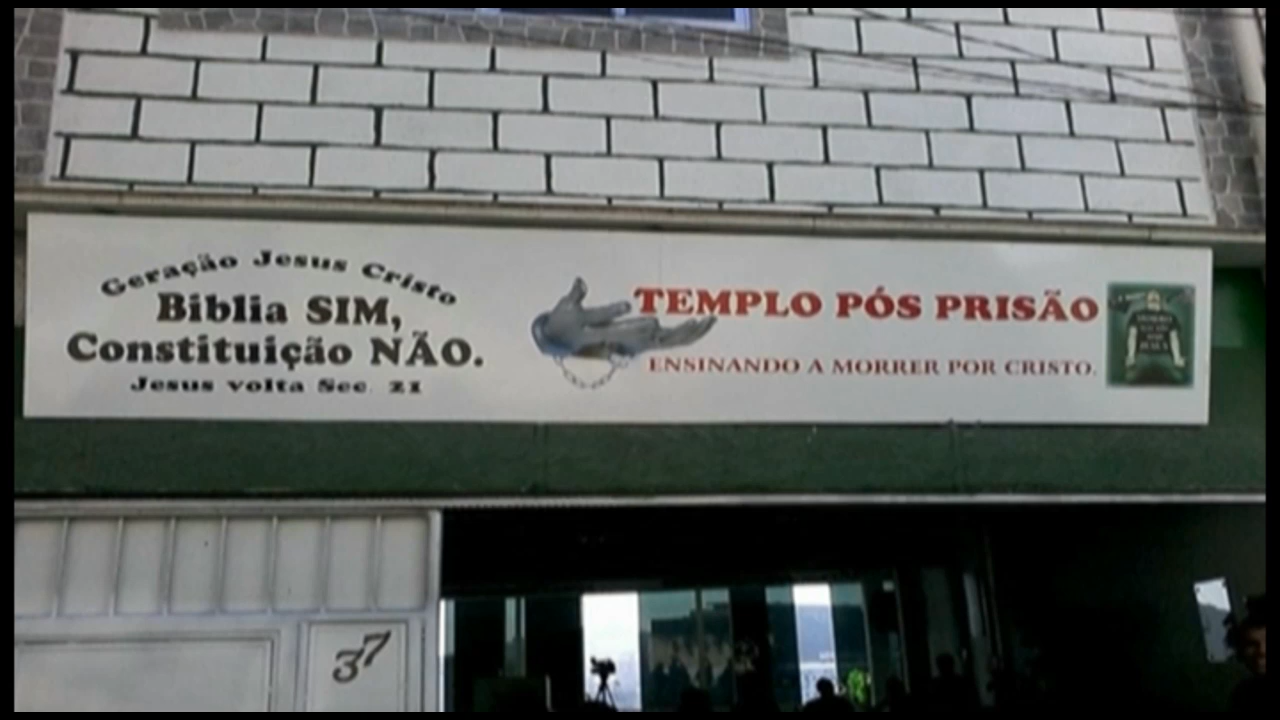 Geração Jesus Cristo
Biblia SIM,
Constituição NÃO.
Jesus volta Sec. 21
TEMPLO PÓS PRISÃO
ENSINANDO A MORRER POR CRISTO.
37